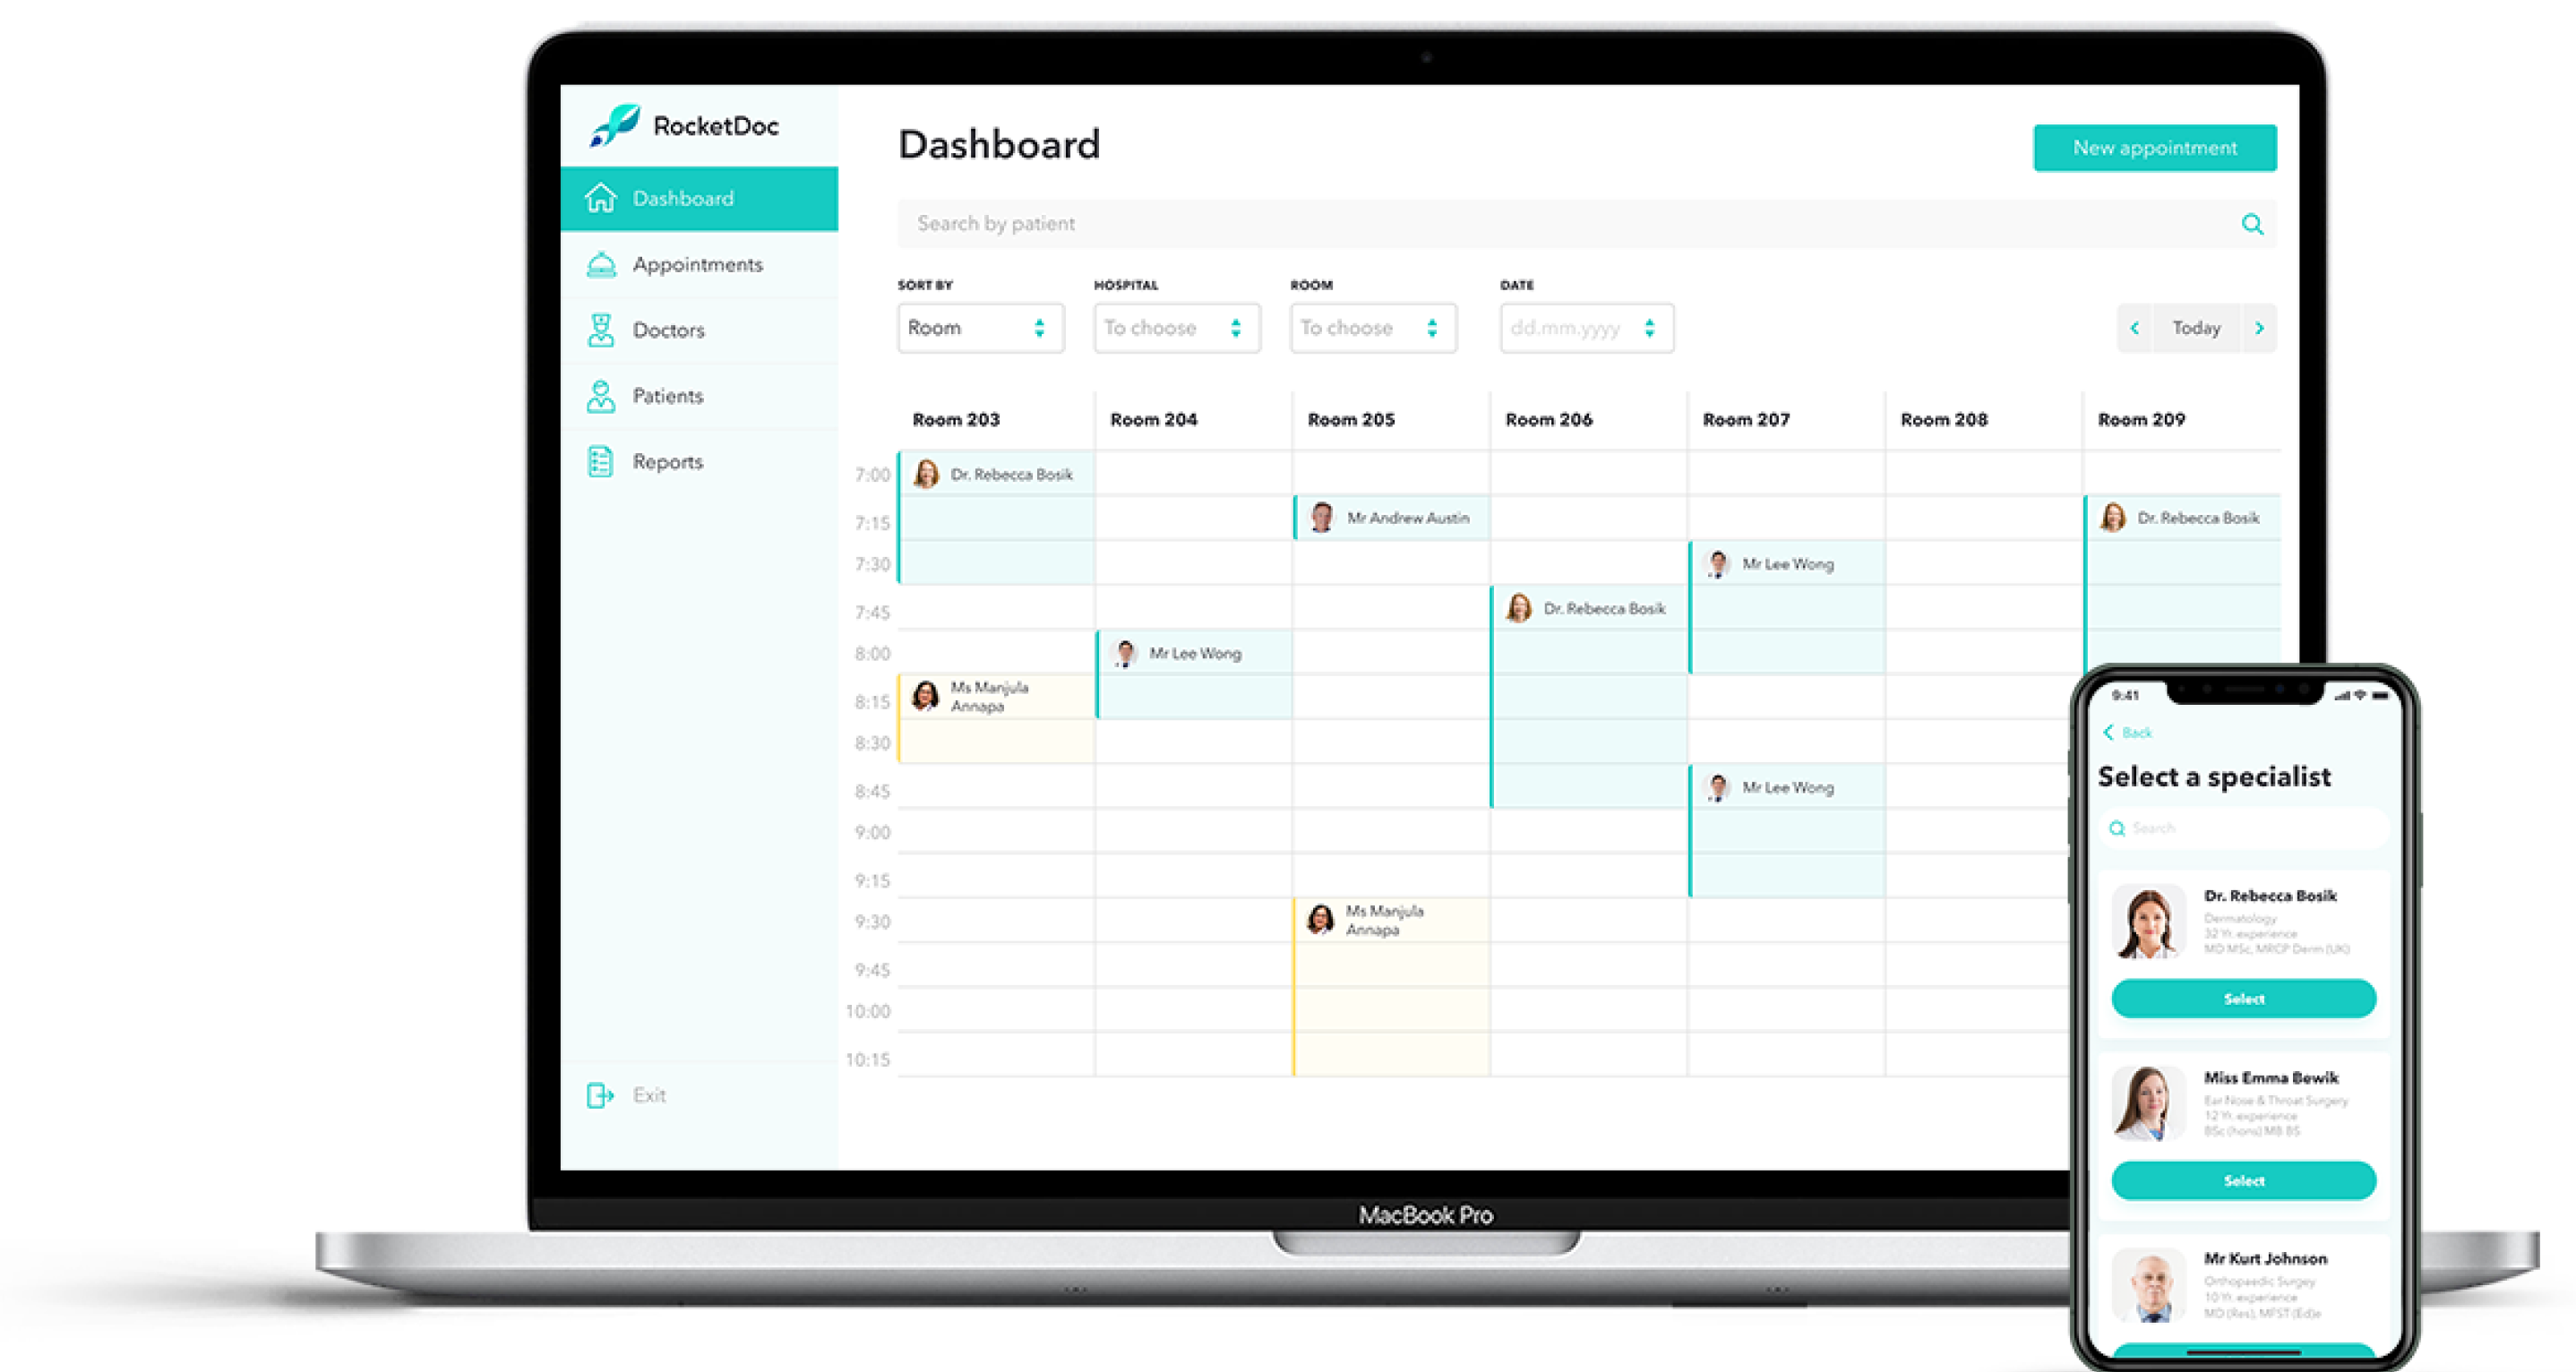 RocketDoc
Dashboard
Appointments
Doctors
Patients
Reports
Exit
Dashboard
New appointment
Search by patient
SORT BY HOSPITAL ROOM DATE
Room To choose To choose dd.mm.yyyy Today
Room 203 Room 204 Room 205 Room 206 Room 207 Room 208 Room 209
7:00 Dr. Rebecca Bosik
7:15 Mr Andrew Austin Dr. Rebecca Bosik
7:30 Mr Lee Wong
7:45 Dr. Rebecca Bosik
8:00 Mr Lee Wong
8:15 Ms Manjula
Annapa
8:30
8:45 Mr Lee Wong
9:00
9:15
9:30 Ms Manjula
Annapa
9:45
10:00
10:15
MacBook Pro
9:41
Back
Select a specialist
Search
Dr. Rebecca Bosik
Dermatology
32 Yr. experience
MD MSc, MRCP Derm (UK)
Select
Miss Emma Bewik
Ear Nose & Throat Surgery
12 Yr. experience
BSc (hons) MB BS
Select
Mr Kurt Johnson
Orthopaedic Surgey
10 Yr. experience
MD (Res), MFST (Ed)e